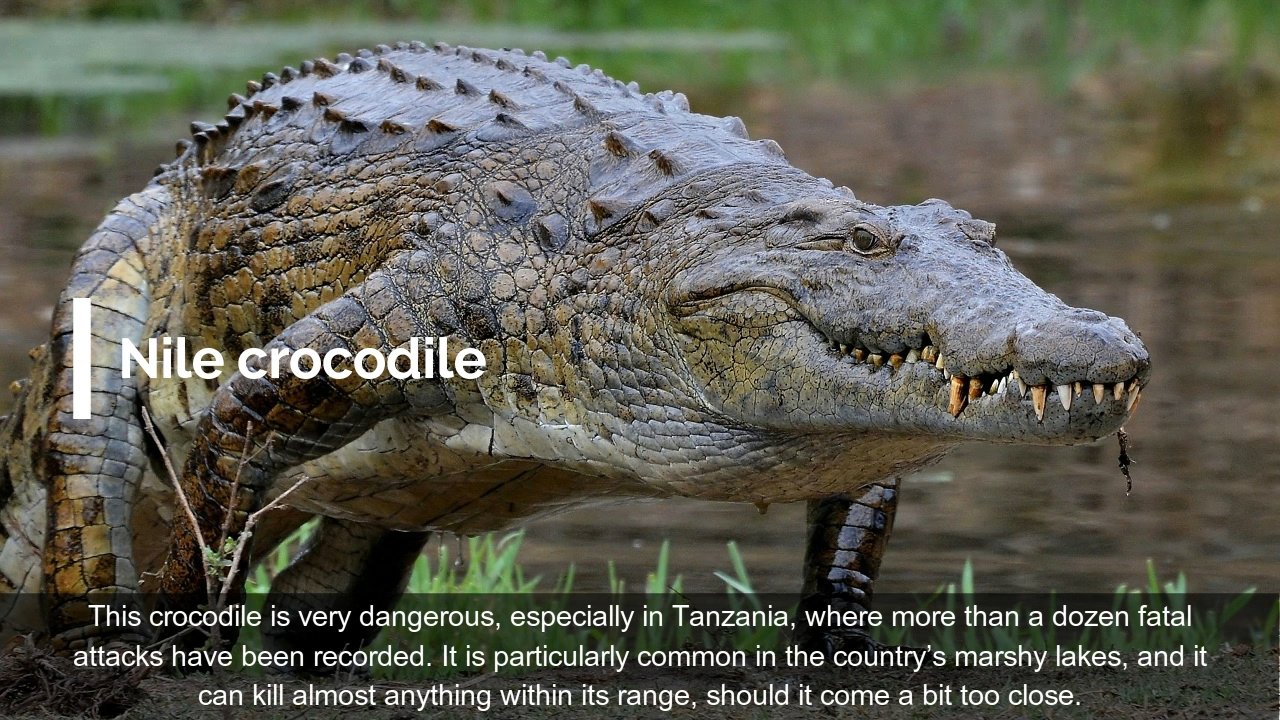 Nile crocodile
This crocodile is very dangerous, especially in Tanzania, where more than a dozen fatal
attacks have been recorded. It is particularly common in the country’s marshy lakes, and it
can kill almost anything within its range, should it come a bit too close.